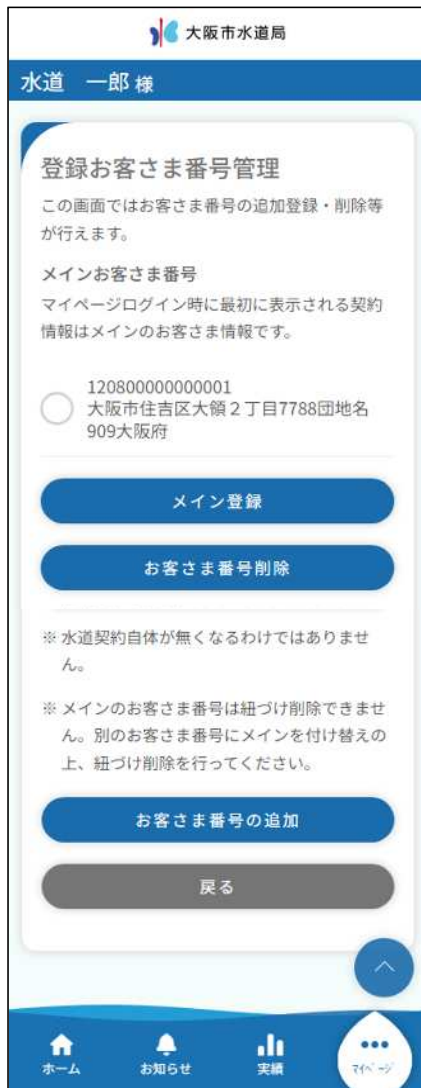 大阪市水道局
水道　一郎 様
登録お客さま番号管理
この画面ではお客さま番号の追加登録・削除等
が行えます。
メインお客さま番号
マイページログイン時に最初に表示される契約
情報はメインのお客さま情報です。
120800000000001
大阪市住吉区大領２丁目7788団地名
909大阪府
メイン登録
お客さま番号削除
※ 水道契約自体が無くなるわけではありませ
ん。
※ メインのお客さま番号は紐づけ削除できませ
ん。別のお客さま番号にメインを付け替えの
上、紐づけ削除を行ってください。
お客さま番号の追加
戻る
ホーム
お知らせ
実績
ﾏｲﾍﾟｰｼﾞ